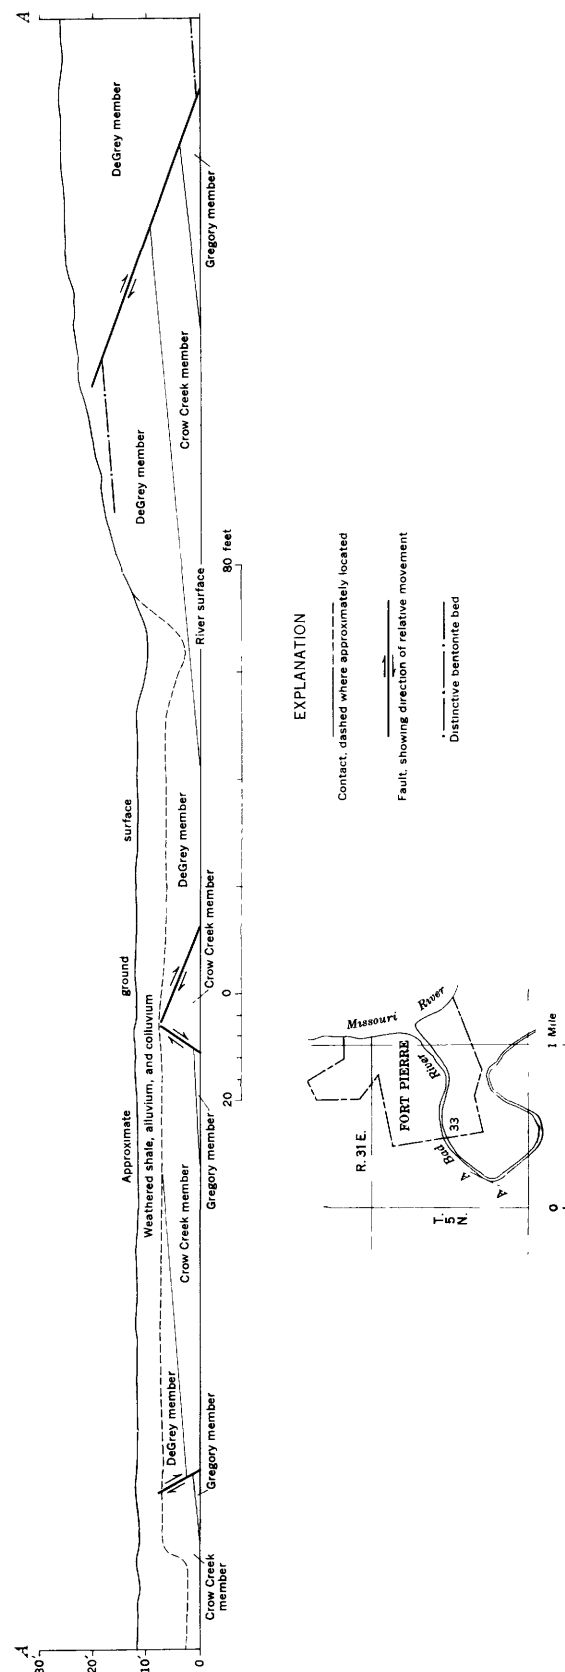 A
A
30'
20'
10'
0
Approximate
ground
surface
Weathered shale, alluvium, and colluvium
Crow Creek
member
Gregory member
DeGrey member
Crow Creek member
Gregory member
Crow Creek member
DeGrey member
River surface
DeGrey member
Crow Creek member
Gregory member
DeGrey member
20
0
80 feet
EXPLANATION
Contact, dashed where approximately located
Fault, showing direction of relative movement
Distinctive bentonite bed
R. 31 E.
T.
5
N.
Missouri
River
FORT PIERRE
Bad
River
33
A
A
0
1 Mile